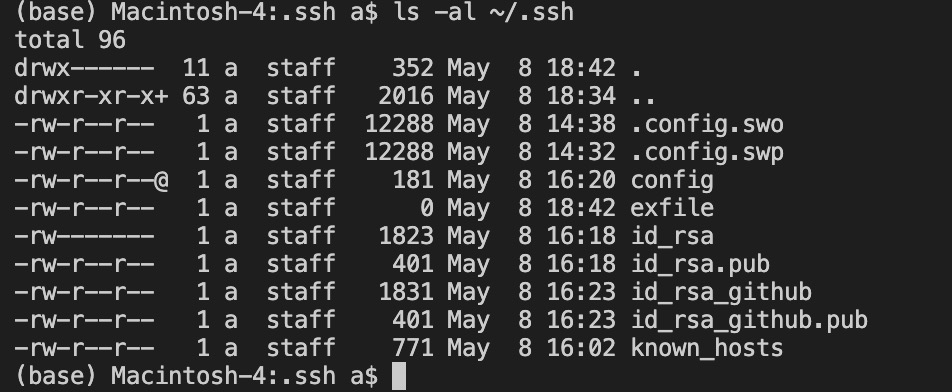 (base) Macintosh-4:.ssh a$ ls -al ~/.ssh
total 96
drwx------  11 a  staff    352 May  8 18:42 .
drwxr-xr-x+ 63 a  staff   2016 May  8 18:34 ..
-rw-r--r--   1 a  staff  12288 May  8 14:38 .config.swo
-rw-r--r--   1 a  staff  12288 May  8 14:32 .config.swp
-rw-r--r--@  1 a  staff    181 May  8 16:20 config
-rw-r--r--   1 a  staff      0 May  8 18:42 exfile
-rw-------   1 a  staff   1823 May  8 16:18 id_rsa
-rw-r--r--   1 a  staff    401 May  8 16:18 id_rsa.pub
-rw-r--r--   1 a  staff   1831 May  8 16:23 id_rsa_github
-rw-r--r--   1 a  staff    401 May  8 16:23 id_rsa_github.pub
-rw-r--r--   1 a  staff    771 May  8 16:02 known_hosts
(base) Macintosh-4:.ssh a$